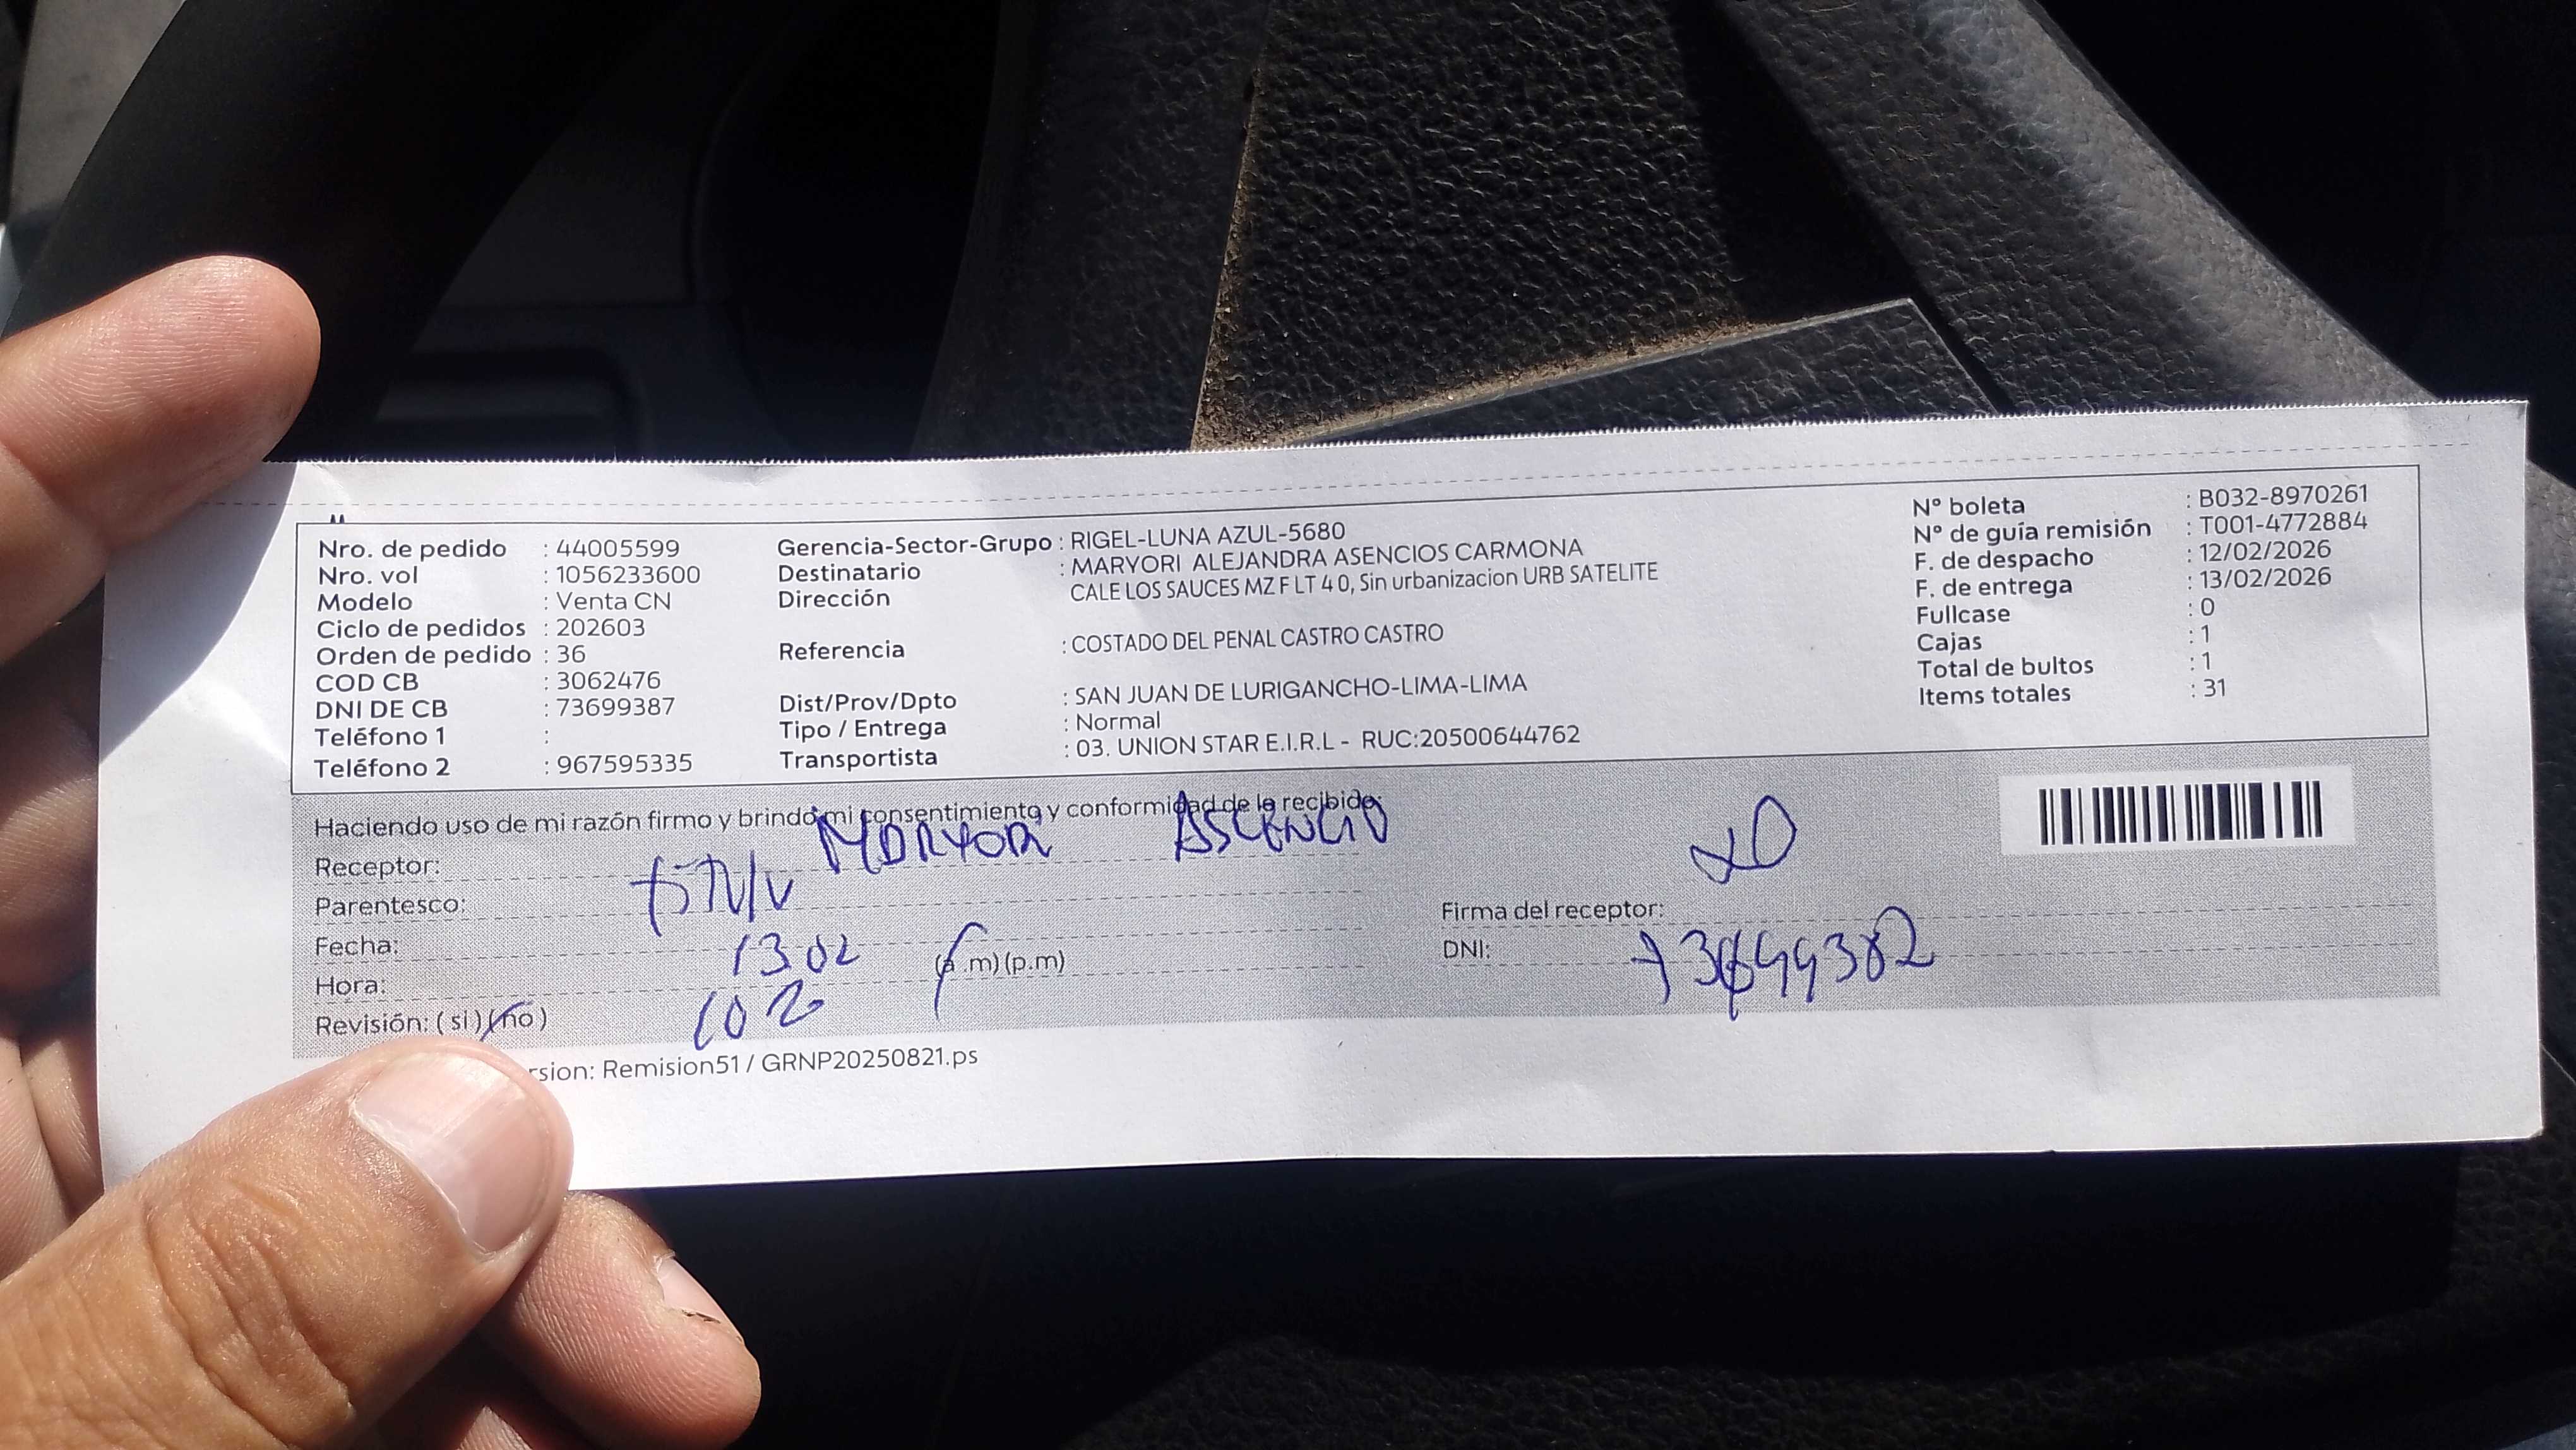 Nro. de pedido : 44005599
Nro. vol : 1056233600
Modelo : Venta CN
Ciclo de pedidos : 202603
Orden de pedido : 36
COD CB : 3062476
DNI DE CB : 73699387
Teléfono 1 :
Teléfono 2 : 967595335
Gerencia-Sector-Grupo : RIGEL-LUNA AZUL-5680
Destinatario : MARYORI ALEJANDRA ASENCIOS CARMONA
Dirección CALE LOS SAUCES MZ F LT 4 0, Sin urbanizacion URB SATELITE
Referencia : COSTADO DEL PENAL CASTRO CASTRO
Dist/Prov/Dpto : SAN JUAN DE LURIGANCHO-LIMA-LIMA
Tipo / Entrega : Normal
Transportista : 03. UNION STAR E.I.R.L - RUC:20500644762
Nº boleta : B032-8970261
Nº de guía remisión : T001-4772884
F. de despacho : 12/02/2026
F. de entrega : 13/02/2026
Fullcase : 0
Cajas : 1
Total de bultos : 1
Items totales : 31
Haciendo uso de mi razón firmo y brindo mi consentimiento y conformidad de lo recibido:
Receptor: ASCENCIO
Parentesco:
Fecha: 13 02
Hora: (a.m) (p.m)
Revisión: ( si ) (no )
Firma del receptor:
DNI:
rsion: Remision51 / GRNP20250821.ps